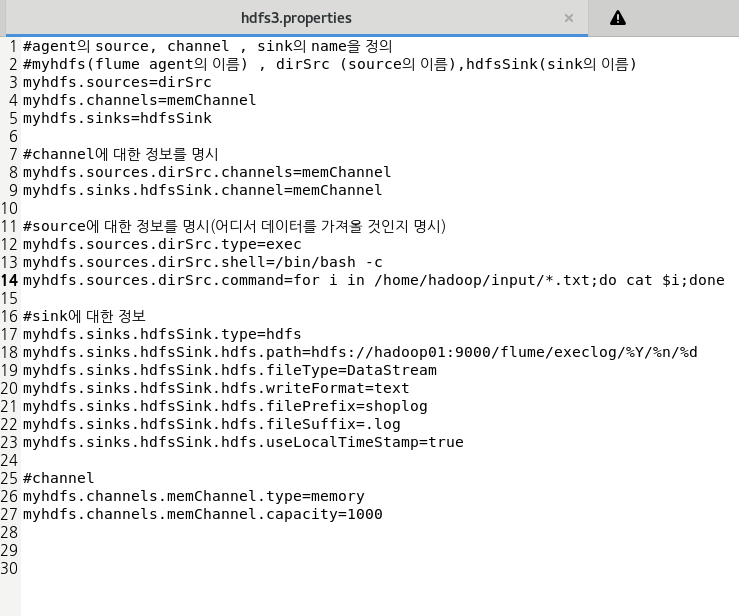 hdfs3.properties
1 #agent의 source, channel , sink의 name을 정의
2 #myhdfs(flume agent의 이름) , dirSrc (source의 이름),hdfsSink(sink의 이름)
3 myhdfs.sources=dirSrc
4 myhdfs.channels=memChannel
5 myhdfs.sinks=hdfsSink
6
7 #channel에 대한 정보를 명시
8 myhdfs.sources.dirSrc.channels=memChannel
9 myhdfs.sinks.hdfsSink.channel=memChannel
10
11 #source에 대한 정보를 명시(어디서 데이터를 가져올 것인지 명시)
12 myhdfs.sources.dirSrc.type=exec
13 myhdfs.sources.dirSrc.shell=/bin/bash -c
14 myhdfs.sources.dirSrc.command=for i in /home/hadoop/input/*.txt;do cat $i;done
15
16 #sink에 대한 정보
17 myhdfs.sinks.hdfsSink.type=hdfs
18 myhdfs.sinks.hdfsSink.hdfs.path=hdfs://hadoop01:9000/flume/execlog/%Y/%n/%d
19 myhdfs.sinks.hdfsSink.hdfs.fileType=DataStream
20 myhdfs.sinks.hdfsSink.hdfs.writeFormat=text
21 myhdfs.sinks.hdfsSink.hdfs.filePrefix=shoplog
22 myhdfs.sinks.hdfsSink.hdfs.fileSuffix=.log
23 myhdfs.sinks.hdfsSink.hdfs.useLocalTimeStamp=true
24
25 #channel
26 myhdfs.channels.memChannel.type=memory
27 myhdfs.channels.memChannel.capacity=1000
28
29
30